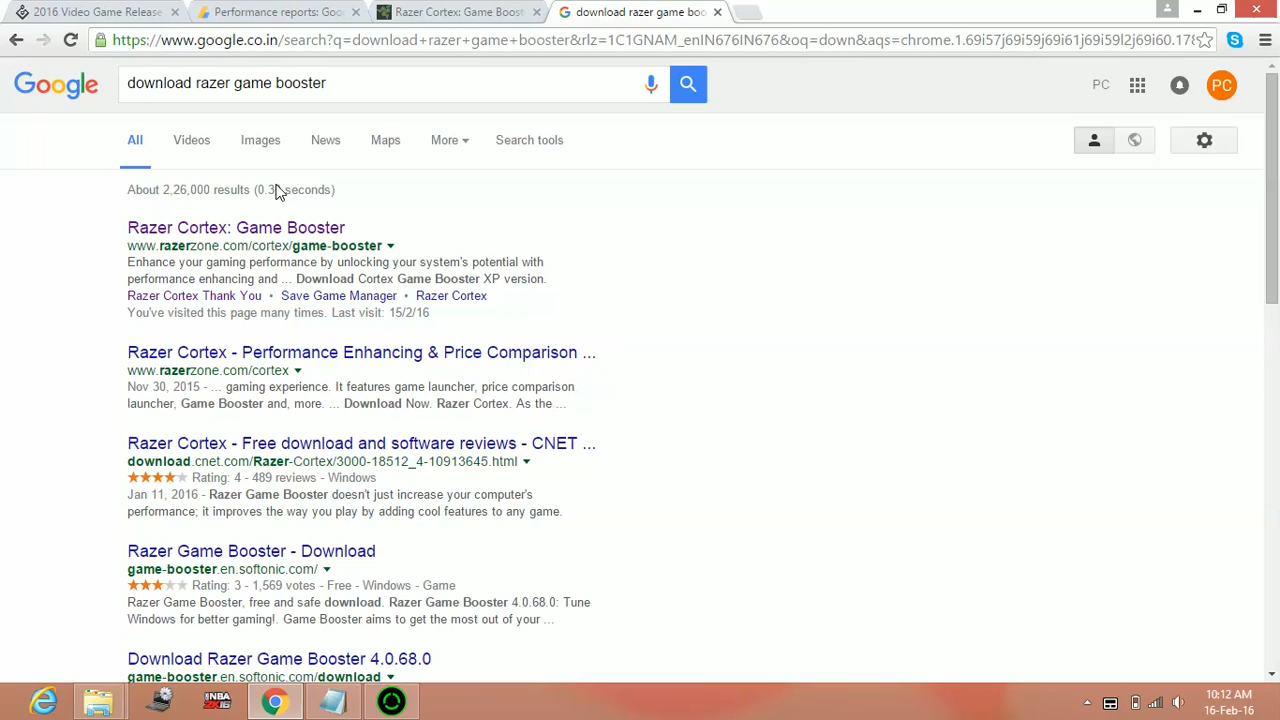 2016 Video Game Release
Performance reports: Goo
Razer Cortex: Game Boost
download razer game boo
https://www.google.co.in/search?q=download+razer+game+booster&rlz=1C1GNAM_enIN676IN676&oq=down&aqs=chrome.1.69i57j69i59j69i61j69i59l2j69i60.178
Google
download razer game booster
PC
PC
All Videos Images News Maps More Search tools
About 2,26,000 results (0.3 seconds)
Razer Cortex: Game Booster
www.razerzone.com/cortex/game-booster
Enhance your gaming performance by unlocking your system's potential with
performance enhancing and ... Download Cortex Game Booster XP version.
Razer Cortex Thank You • Save Game Manager • Razer Cortex
You've visited this page many times. Last visit: 15/2/16
Razer Cortex - Performance Enhancing & Price Comparison ...
www.razerzone.com/cortex
Nov 30, 2015 - ... gaming experience. It features game launcher, price comparison
launcher, Game Booster and, more. ... Download Now. Razer Cortex. As the ...
Razer Cortex - Free download and software reviews - CNET ...
download.cnet.com/Razer-Cortex/3000-18512_4-10913645.html
Rating: 4 - 489 reviews - Windows
Jan 11, 2016 - Razer Game Booster doesn't just increase your computer's
performance; it improves the way you play by adding cool features to any game.
Razer Game Booster - Download
game-booster.en.softonic.com/
Rating: 3 - 1,569 votes - Free - Windows - Game
Razer Game Booster, free and safe download. Razer Game Booster 4.0.68.0: Tune
Windows for better gaming!. Game Booster aims to get the most out of your ...
Download Razer Game Booster 4.0.68.0
game-booster.en.softonic.com/download
NBA
2K16
10:12 AM
16-Feb-16